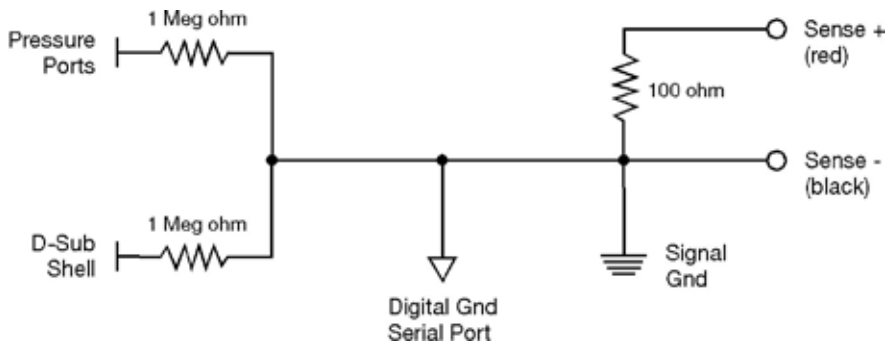 1 Meg ohm
Pressure
Ports
Sense +
(red)
100 ohm
Sense -
(black)
1 Meg ohm
D-Sub
Shell
Signal
Gnd
Digital Gnd
Serial Port